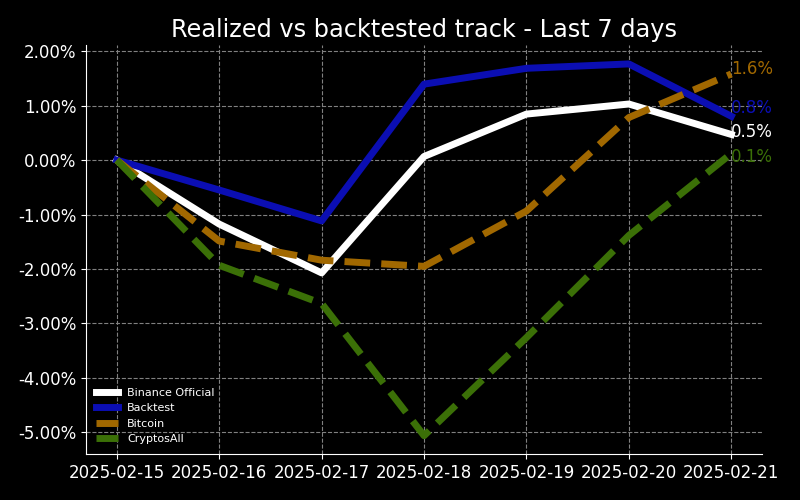 Realized vs backtested track - Last 7 days
2.00%
1.00%
0.00%
-1.00%
-2.00%
-3.00%
-4.00%
-5.00%
1.6%
0.8%
0.5%
0.1%
Binance Official
Backtest
Bitcoin
CryptosAll
2025-02-15 2025-02-16 2025-02-17 2025-02-18 2025-02-19 2025-02-20 2025-02-21